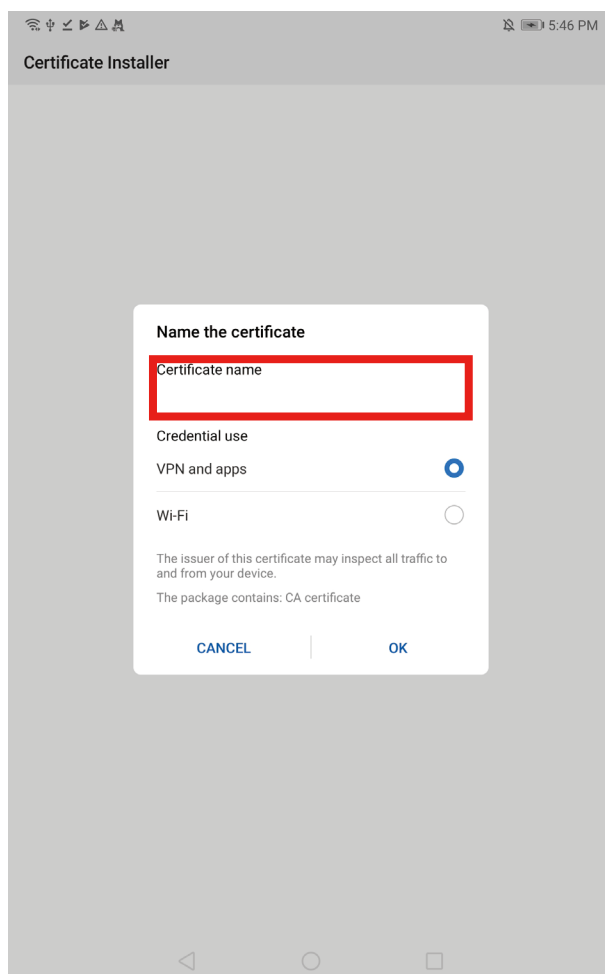 5:46 PM
Certificate Installer
Name the certificate
Certificate name
Credential use
VPN and apps
Wi-Fi
The issuer of this certificate may inspect all traffic to
and from your device.
The package contains: CA certificate
CANCEL OK